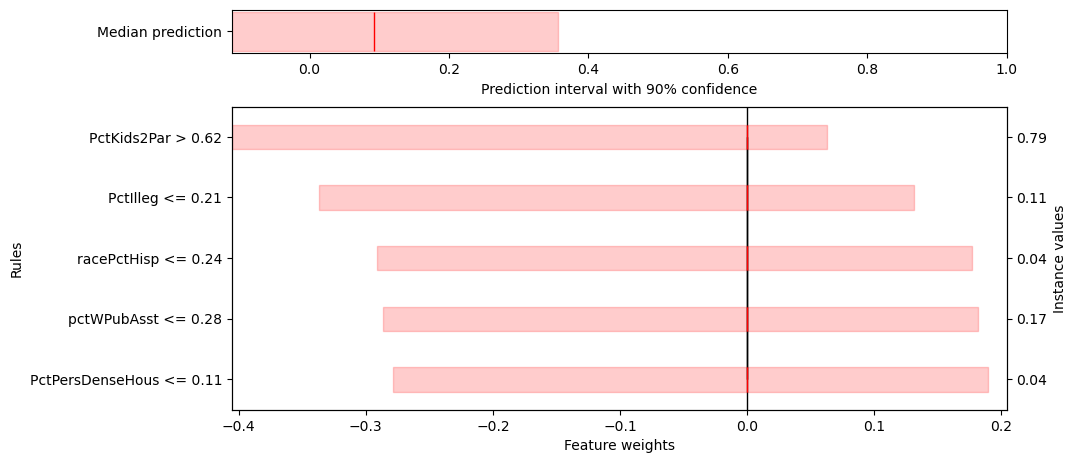 Median prediction
0.0 0.2 0.4 0.6 0.8 1.0
Prediction interval with 90% confidence
PctKids2Par > 0.62 0.79
PctIlleg <= 0.21 0.11
racePctHisp <= 0.24 0.04
pctWPubAsst <= 0.28 0.17
PctPersDenseHous <= 0.11 0.04
Rules
Instance values
−0.4 −0.3 −0.2 −0.1 0.0 0.1 0.2
Feature weights